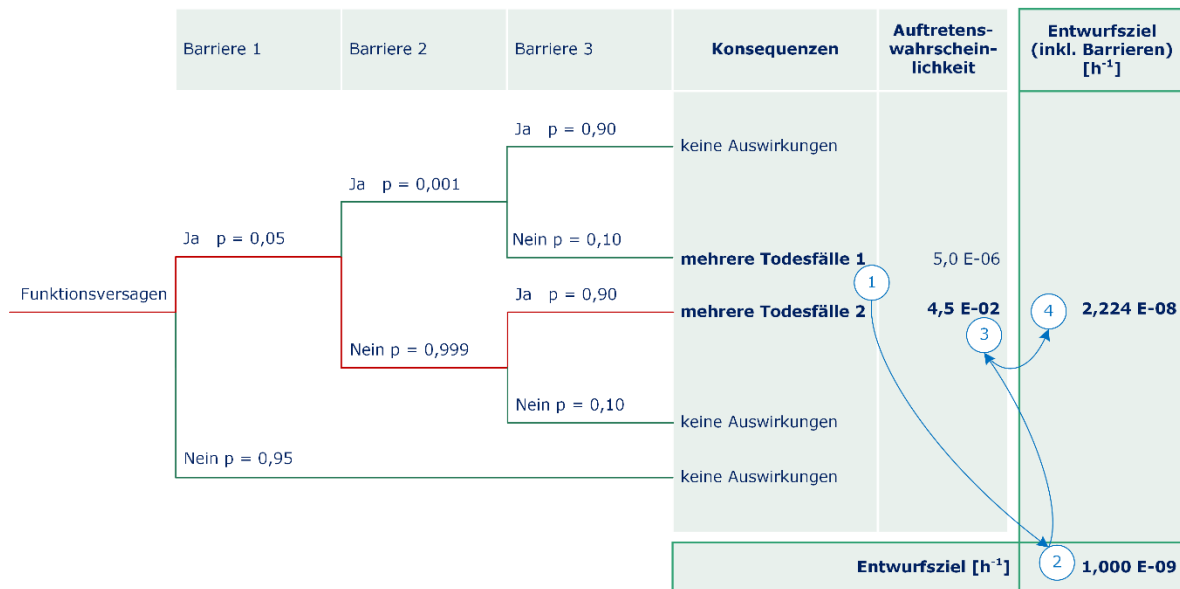 Barriere 1
Barriere 2
Barriere 3
Konsequenzen
Auftretens-
wahrschein-
lichkeit
Entwurfsziel
(inkl. Barrieren)
[h⁻¹]
Ja p = 0,90
keine Auswirkungen
Ja p = 0,001
Nein p = 0,10
mehrere Todesfälle 1
5,0 E-06
Ja p = 0,05
1
Funktionsversagen
Ja p = 0,90
mehrere Todesfälle 2
4,5 E-02
4
2,224 E-08
3
Nein p = 0,999
Nein p = 0,10
keine Auswirkungen
Nein p = 0,95
keine Auswirkungen
Entwurfsziel [h⁻¹]
2
1,000 E-09